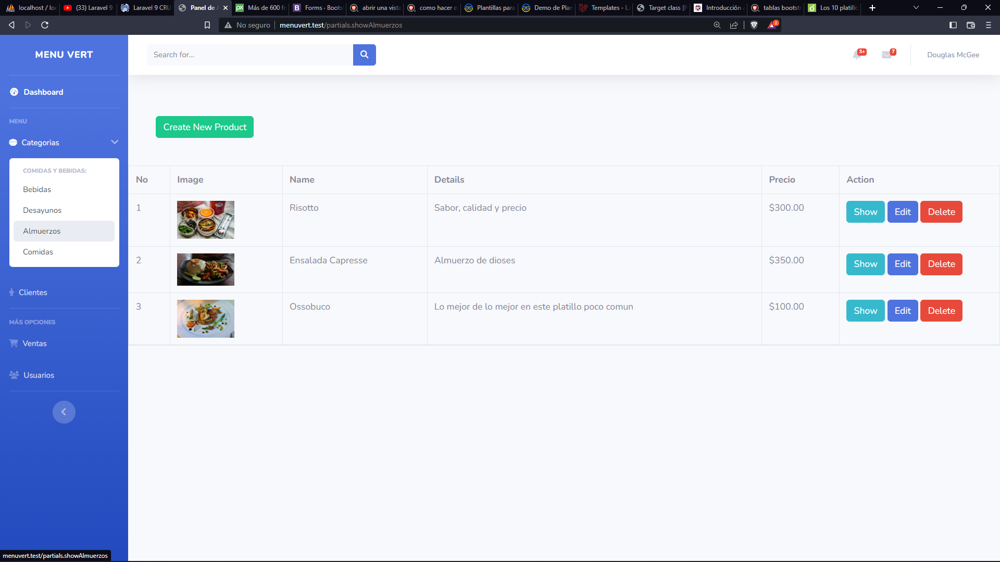 localhost / loc
(33) Laravel 9
Laravel 9 CRU
Panel de A
Más de 600 fo
Forms · Boots
abrir una vista
como hacer co
Plantillas para
Demo de Plan
Templates - La
Target class [P
Introducción a
tablas bootstr
Los 10 platillo
No seguro
menuvert.test/partials.showAlmuerzos
2
MENU VERT
Search for...
3+
7
Douglas McGee
Dashboard
MENU
Categorias
COMIDAS Y BEBIDAS:
Bebidas
Desayunos
Almuerzos
Comidas
Clientes
MÁS OPCIONES
Ventas
Usuarios
Create New Product
No Image Name Details Precio Action
1 Risotto Sabor, calidad y precio $300.00 Show Edit Delete
2 Ensalada Capresse Almuerzo de dioses $350.00 Show Edit Delete
3 Ossobuco Lo mejor de lo mejor en este platillo poco comun $100.00 Show Edit Delete
menuvert.test/partials.showAlmuerzos